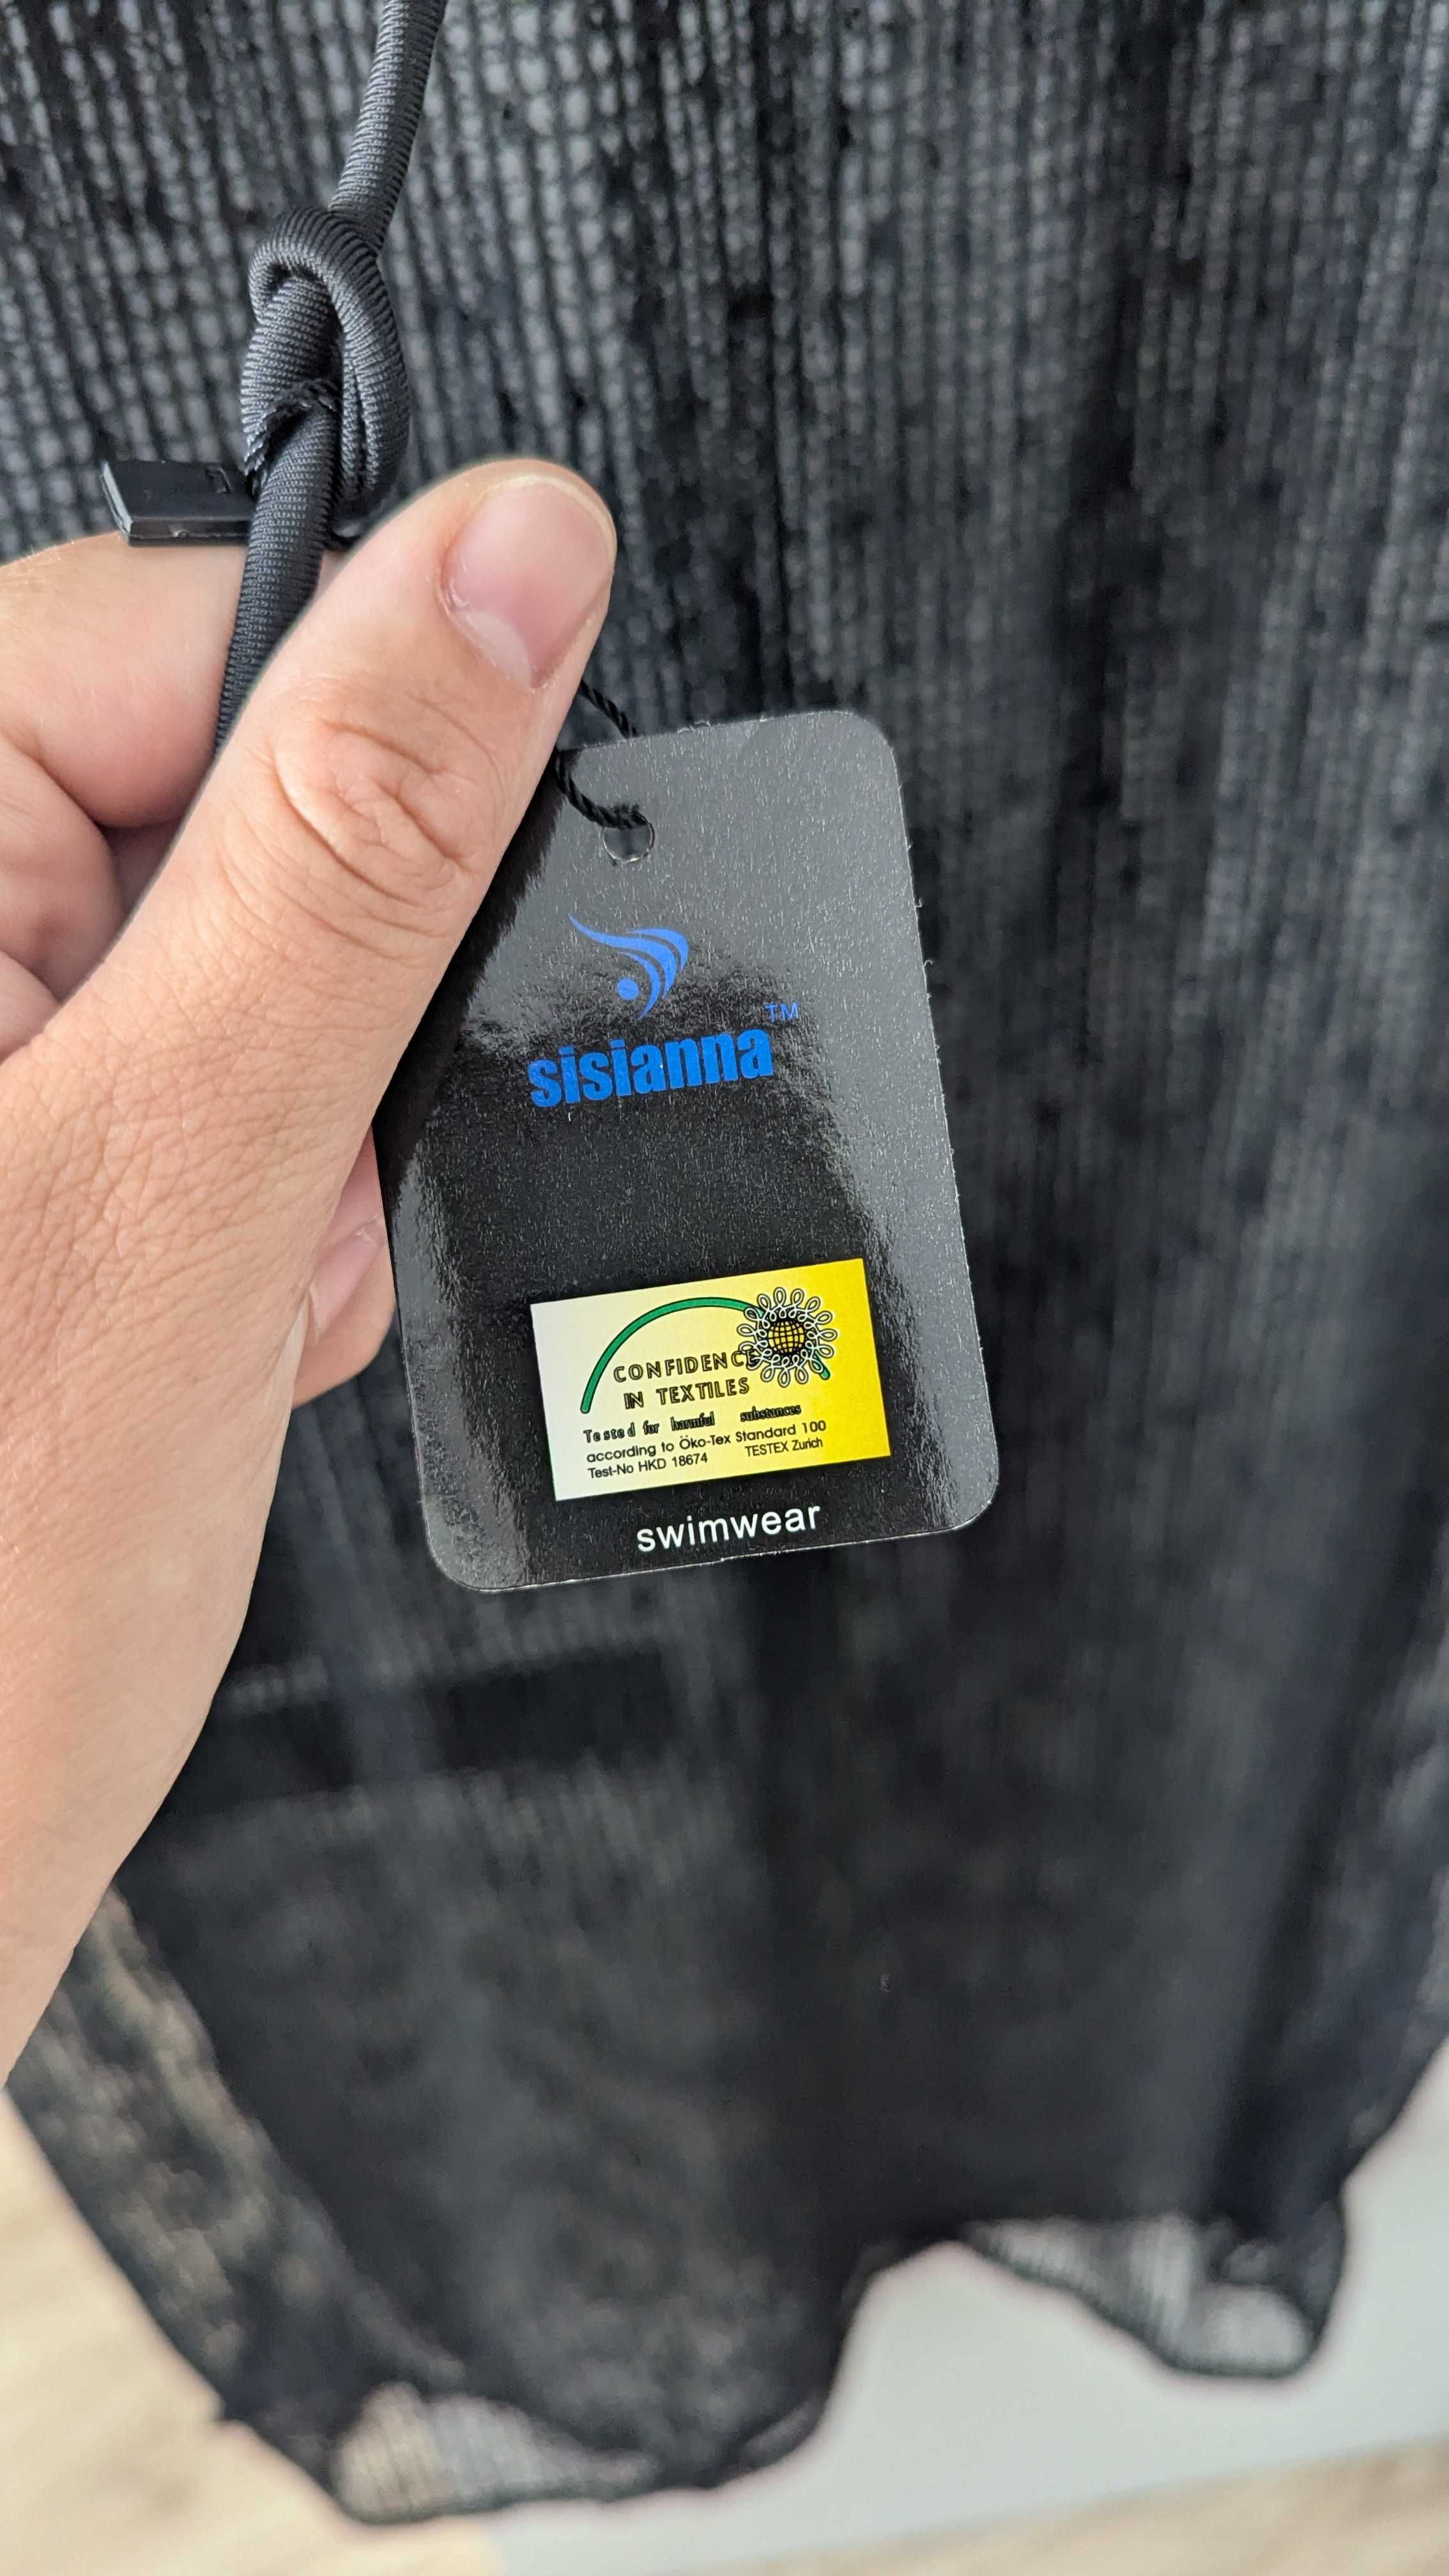 sisianna™
CONFIDENCE
IN TEXTILES
Tested for harmful substances
according to Öko-Tex Standard 100
Test-No HKD 18674 TESTEX Zurich
swimwear